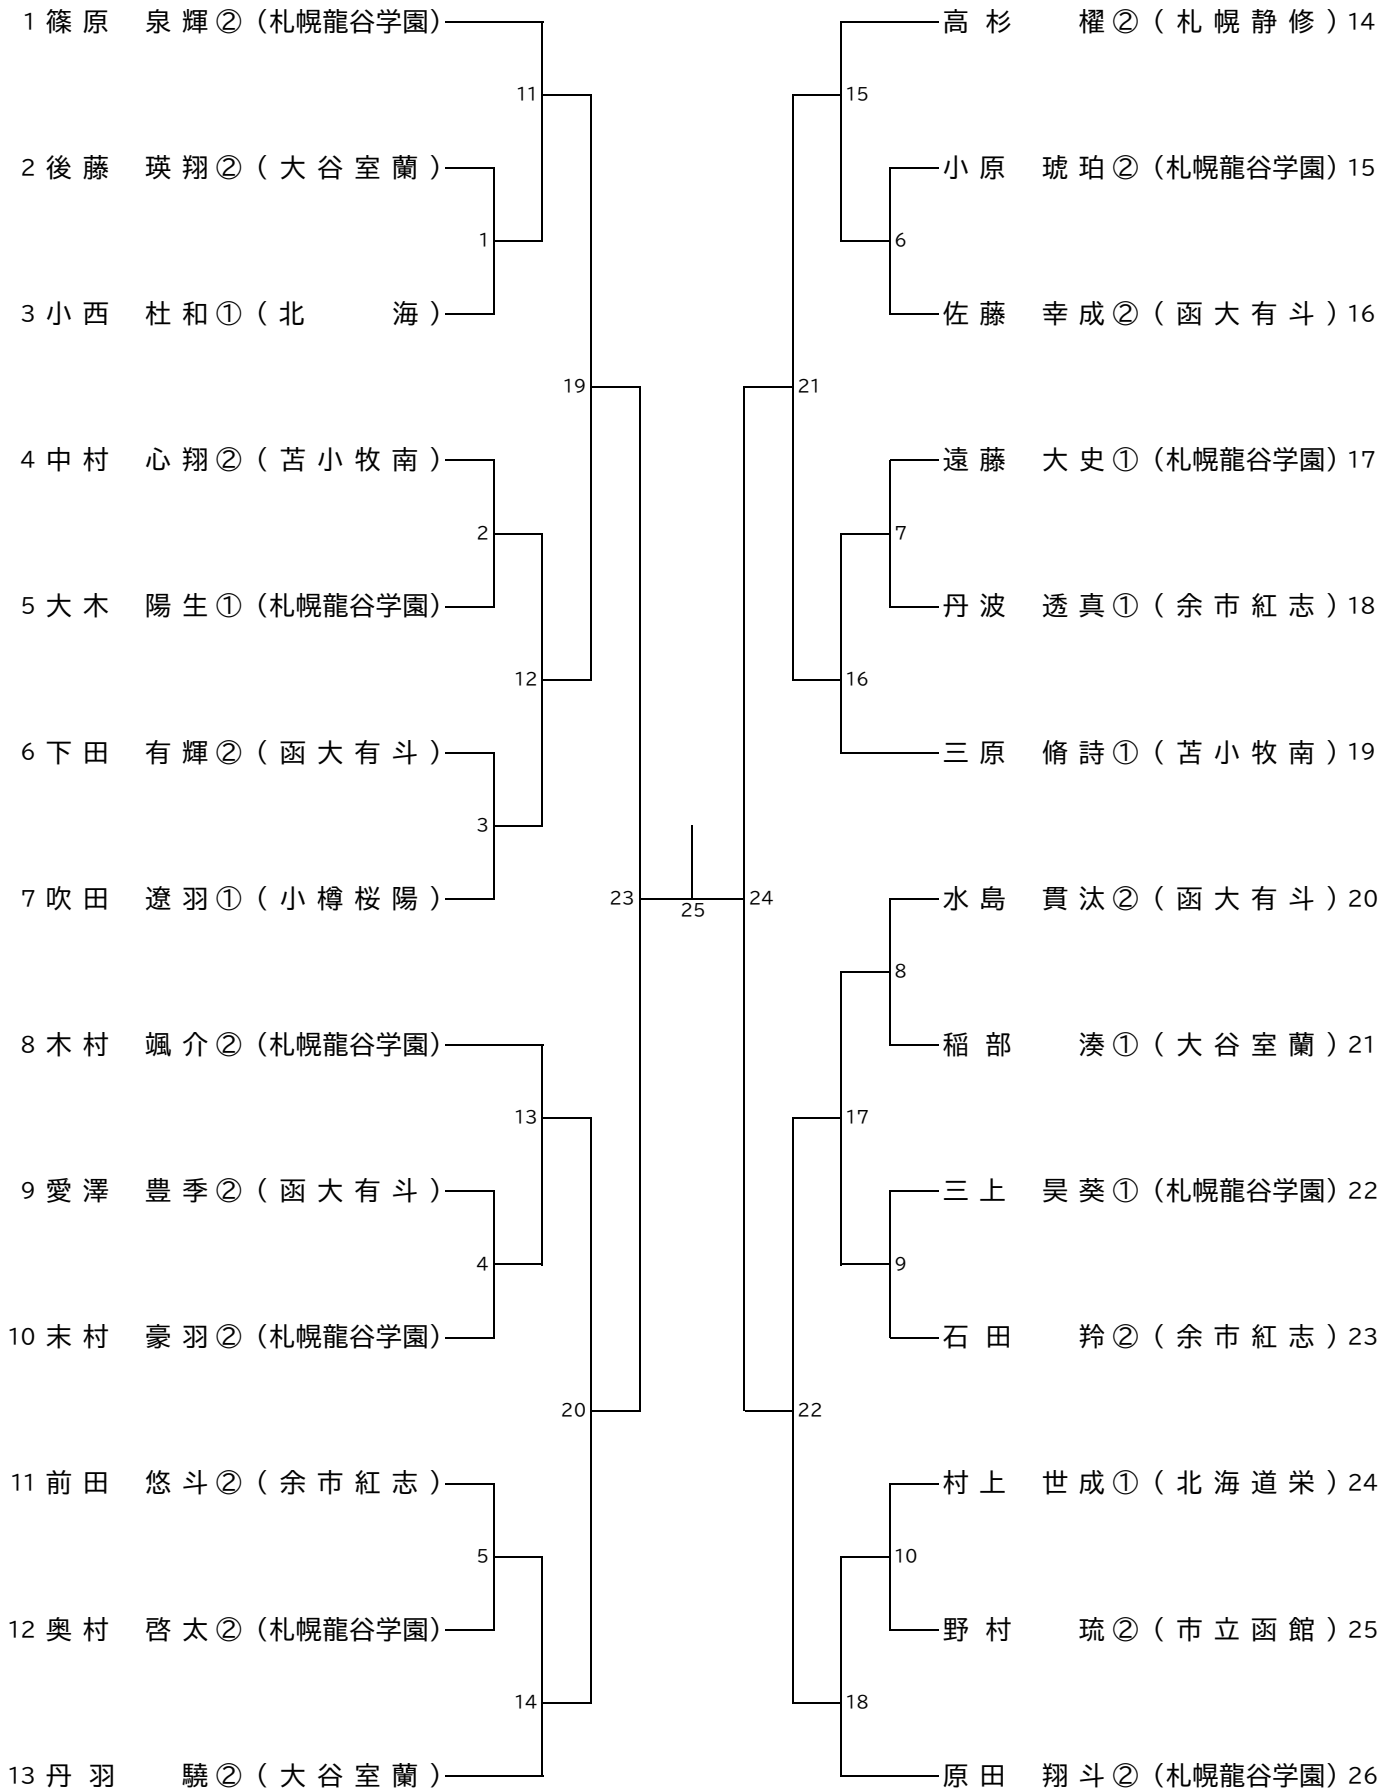 1 篠原 泉輝② (札幌龍谷学園)
11
2 後藤 瑛翔② (大谷室蘭)
1
3 小西 杜和① (北海)
19
4 中村 心翔② (苫小牧南)
2
5 大木 陽生① (札幌龍谷学園)
12
6 下田 有輝② (函大有斗)
3
7 吹田 遼羽① (小樽桜陽)
23
25
8 木村 颯介② (札幌龍谷学園)
13
9 愛澤 豊季② (函大有斗)
4
10 末村 豪羽② (札幌龍谷学園)
20
11 前田 悠斗② (余市紅志)
5
12 奥村 啓太② (札幌龍谷学園)
14
13 丹羽 驍② (大谷室蘭)
高杉 櫂② (札幌静修) 14
15
小原 琥珀② (札幌龍谷学園) 15
6
佐藤 幸成② (函大有斗) 16
21
遠藤 大史① (札幌龍谷学園) 17
7
丹波 透真① (余市紅志) 18
16
三原 脩詩① (苫小牧南) 19
24
水島 貫汰② (函大有斗) 20
8
稲部 湊① (大谷室蘭) 21
17
三上 昊葵① (札幌龍谷学園) 22
9
石田 羚② (余市紅志) 23
22
村上 世成① (北海道栄) 24
10
野村 琉② (市立函館) 25
18
原田 翔斗② (札幌龍谷学園) 26